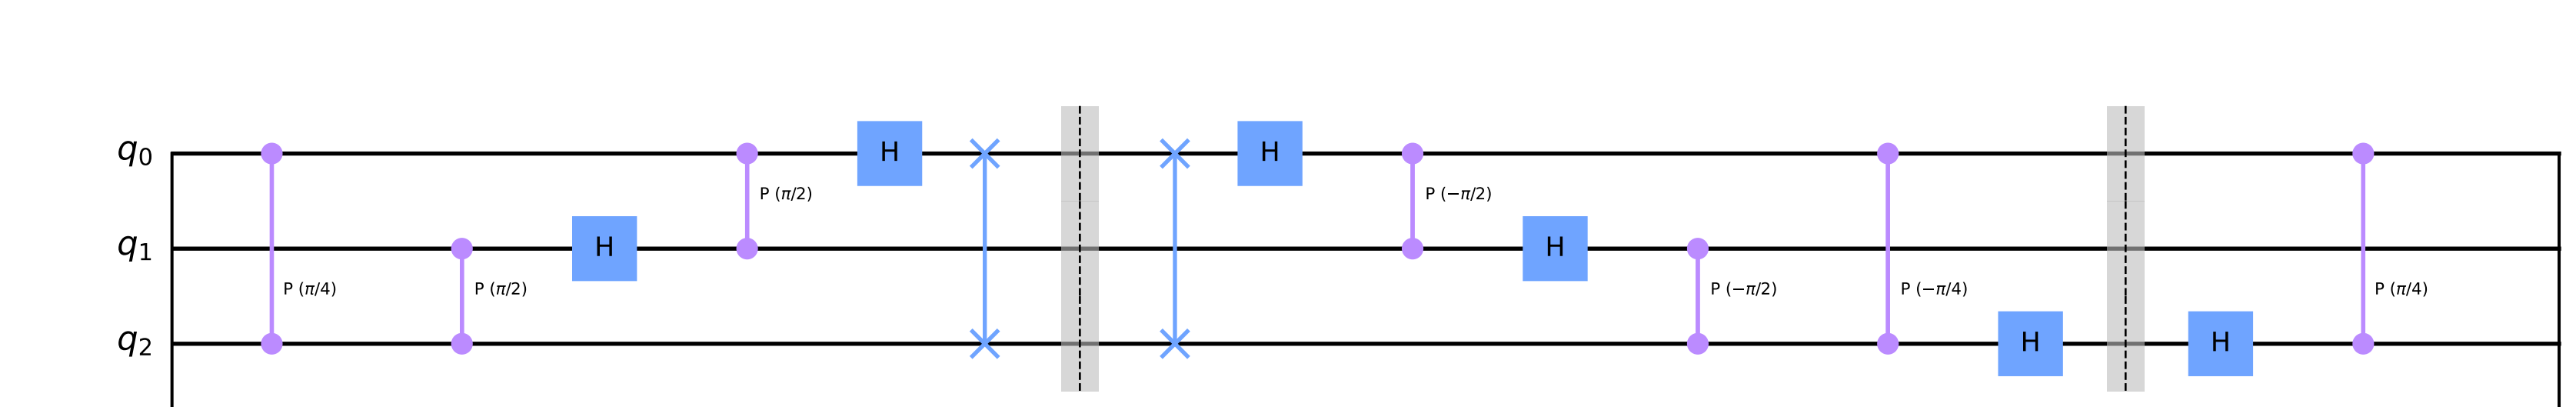 q0 H H
P (π/2) P (−π/2)
q1 H H
P (π/4) P (π/2) P (−π/2) P (−π/4) P (π/4)
q2 H H